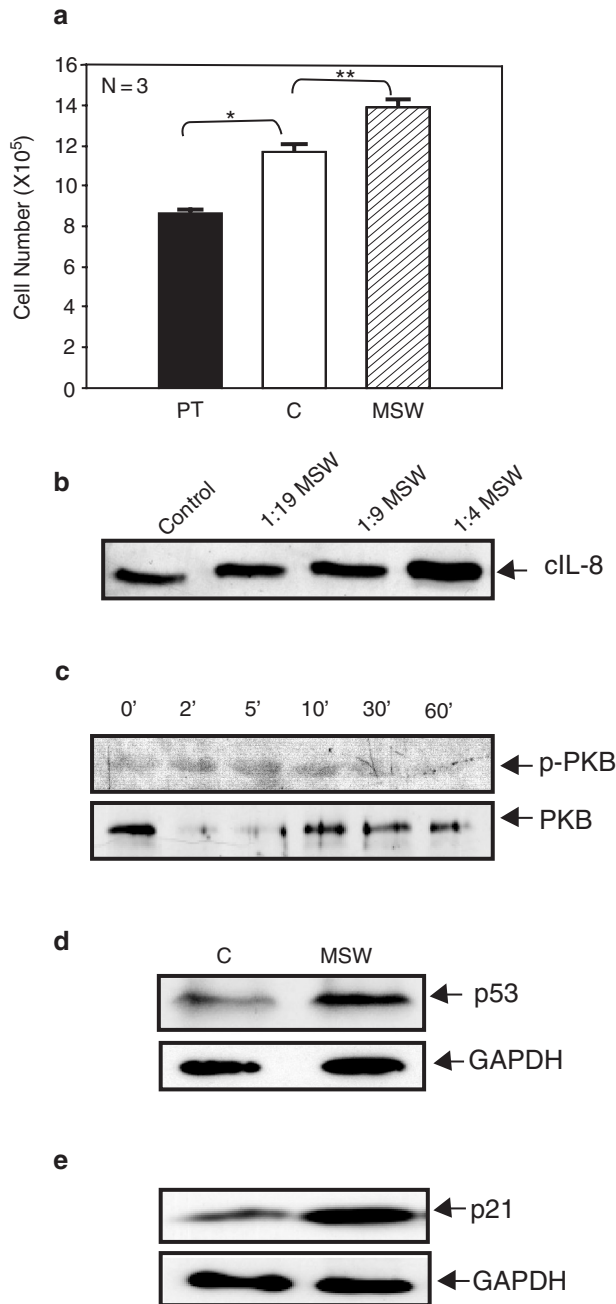 a
16
14
12
10
8
6
4
2
0
Cell Number (X10⁵)
N = 3
*
**
PT C MSW
b
Control 1:19 MSW 1:9 MSW 1:4 MSW
cIL-8
c
0’ 2’ 5’ 10’ 30’ 60’
p-PKB
PKB
d
C MSW
p53
GAPDH
e
p21
GAPDH